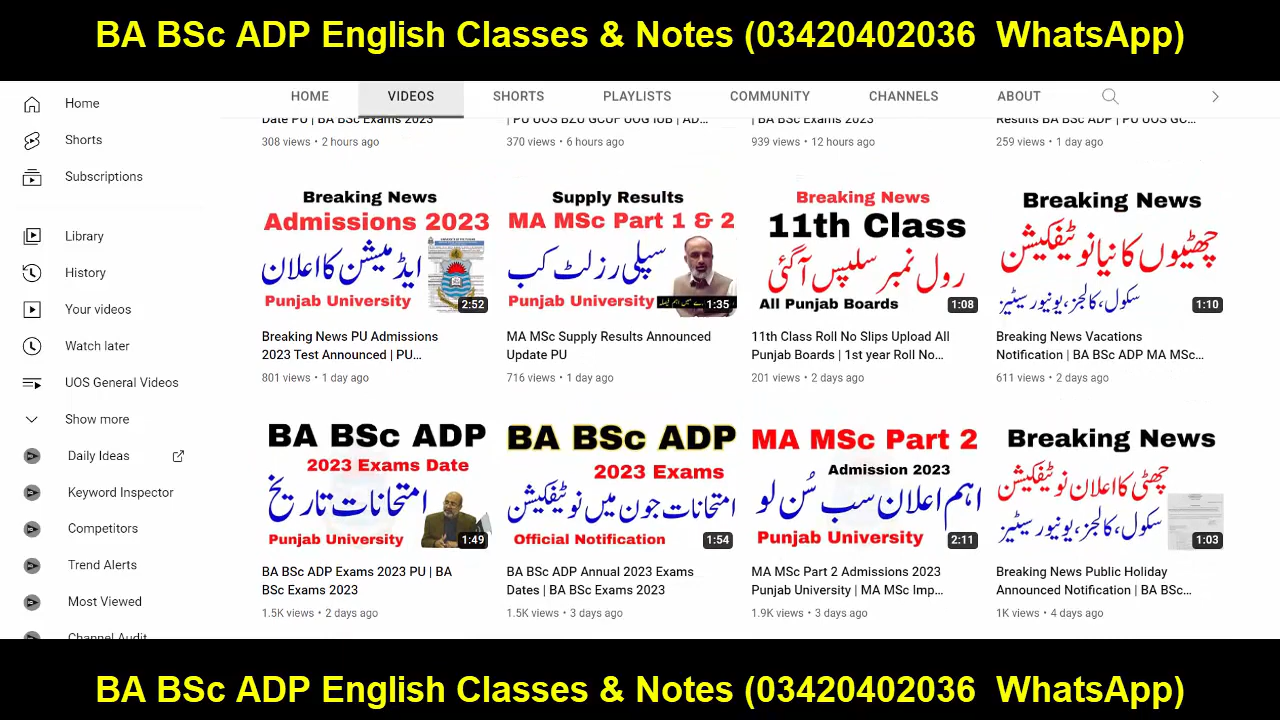 BA BSc ADP English Classes & Notes (03420402036 WhatsApp)
HOME VIDEOS SHORTS PLAYLISTS COMMUNITY CHANNELS ABOUT
Home
Shorts
Subscriptions
Library
History
Your videos
Watch later
UOS General Videos
Show more
Daily Ideas
Keyword Inspector
Competitors
Trend Alerts
Most Viewed
Channel Audit
Date PU | BA BSc Exams 2023
308 views • 2 hours ago
| PU UOS BZU GCUF UOG IUB | AD...
370 views • 6 hours ago
| BA BSc Exams 2023
939 views • 12 hours ago
Results BA BSc ADP | PU UOS GC...
259 views • 1 day ago
Breaking News
Admissions 2023
ایڈمیشن کا اعلان
Punjab University
2:52
Breaking News PU Admissions
2023 Test Announced | PU...
801 views • 1 day ago
Supply Results
MA MSc Part 1 & 2
سپلی رزلٹ کب
Punjab University
1:35
MA MSc Supply Results Announced
Update PU
716 views • 1 day ago
Breaking News
11th Class
رول نمبر سلپس آگئی
All Punjab Boards
1:08
11th Class Roll No Slips Upload All
Punjab Boards | 1st year Roll No...
201 views • 2 days ago
Breaking News
چھٹیوں کا نیا نوٹیفکیشن
سکول، کالجز، یونیورسیٹیز
1:10
Breaking News Vacations
Notification | BA BSc ADP MA MSc...
611 views • 2 days ago
BA BSc ADP
2023 Exams Date
امتحانات تاریخ
Punjab University
1:49
BA BSc ADP Exams 2023 PU | BA
BSc Exams 2023
1.5K views • 2 days ago
BA BSc ADP
2023 Exams
امتحانات جون میں نوٹیفکیشن
Official Notification
1:54
BA BSc ADP Annual 2023 Exams
Dates | BA BSc Exams 2023
1.5K views • 3 days ago
MA MSc Part 2
Admission 2023
اہم اعلان سب سُن لو
Punjab University
2:11
MA MSc Part 2 Admissions 2023
Punjab University | MA MSc Imp...
1.9K views • 3 days ago
Breaking News
چھٹی کا اعلان نوٹیفکیشن
سکول، کالجز، یونیورسیٹیز
1:03
Breaking News Public Holiday
Announced Notification | BA BSc...
1K views • 4 days ago
BA BSc ADP English Classes & Notes (03420402036 WhatsApp)